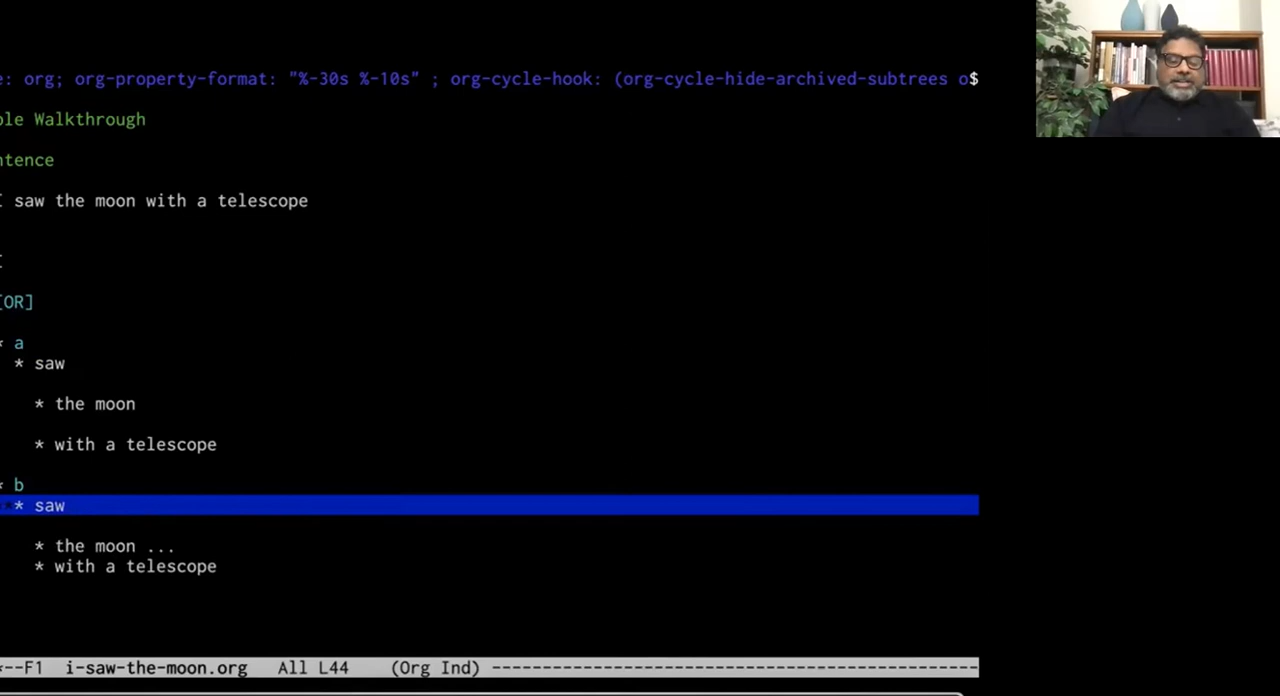 e: org; org-property-format: "%-30s %-10s" ; org-cycle-hook: (org-cycle-hide-archived-subtrees o$
ole Walkthrough
ntence
I saw the moon with a telescope
I
[OR]
* a
* saw
* the moon
* with a telescope
* b
** saw
* the moon ...
* with a telescope
*--F1 i-saw-the-moon.org All L44 (Org Ind) ------------------------------------------------